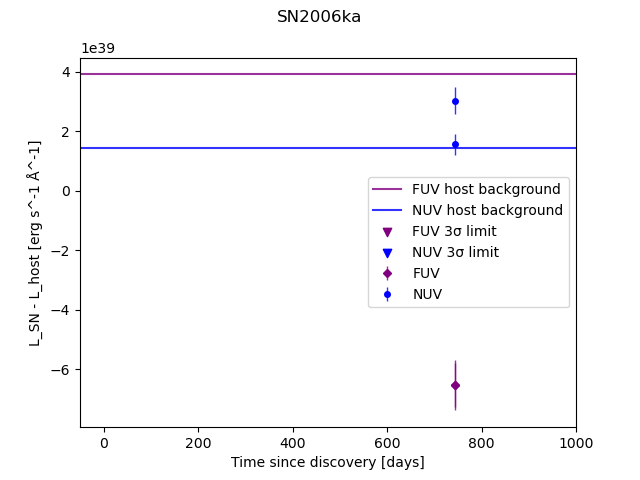 SN2006ka
1e39
4
2
0
−2
−4
−6
L_SN - L_host [erg s^-1 Å^-1]
FUV host background
NUV host background
FUV 3σ limit
NUV 3σ limit
FUV
NUV
0 200 400 600 800 1000
Time since discovery [days]